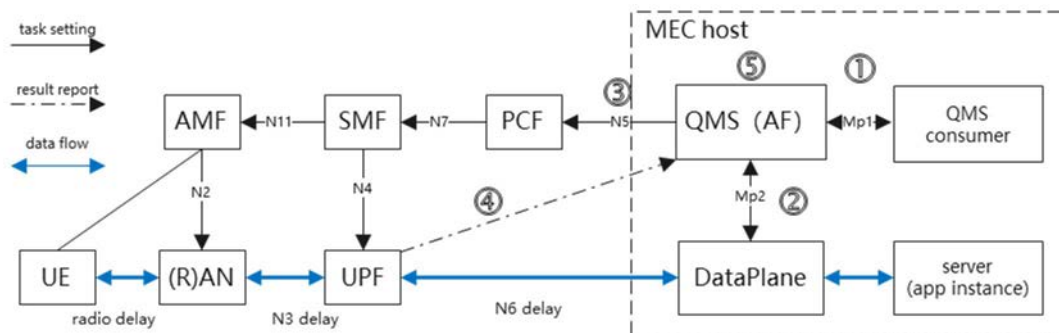 task setting
result report
data flow
MEC host
③
⑤
①
AMF
N11
SMF
N7
PCF
N5
QMS (AF)
Mp1
QMS
consumer
N2
N4
④
Mp2
②
UE
(R)AN
UPF
DataPlane
server
(app instance)
radio delay
N3 delay
N6 delay